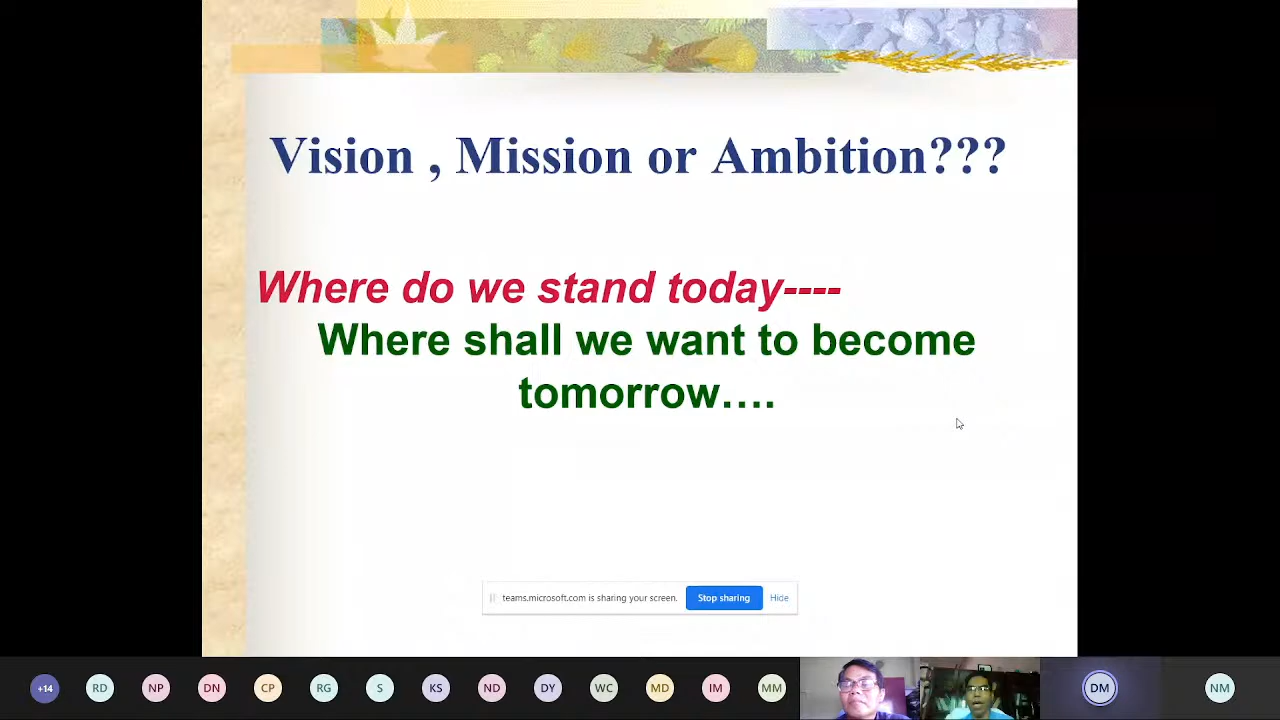 Vision , Mission or Ambition???
Where do we stand today----
Where shall we want to become
tomorrow….
teams.microsoft.com is sharing your screen.
Stop sharing
Hide
+14
RD
NP
DN
CP
RG
S
KS
ND
DY
WC
MD
IM
MM
DM
NM